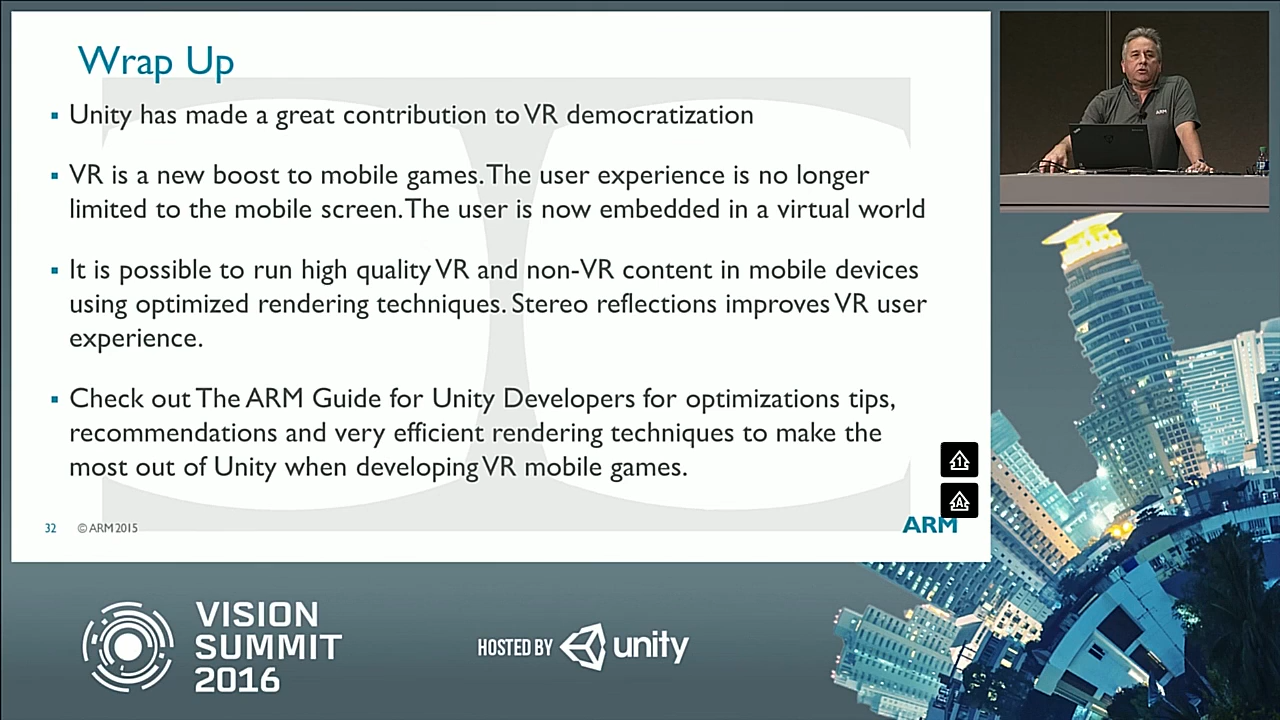 Wrap Up
Unity has made a great contribution to VR democratization
VR is a new boost to mobile games. The user experience is no longer
limited to the mobile screen. The user is now embedded in a virtual world
It is possible to run high quality VR and non-VR content in mobile devices
using optimized rendering techniques. Stereo reflections improves VR user
experience.
Check out The ARM Guide for Unity Developers for optimizations tips,
recommendations and very efficient rendering techniques to make the
most out of Unity when developing VR mobile games.
32 © ARM 2015
ARM
1
A
ARM
VISION
SUMMIT
2016
HOSTED BY unity